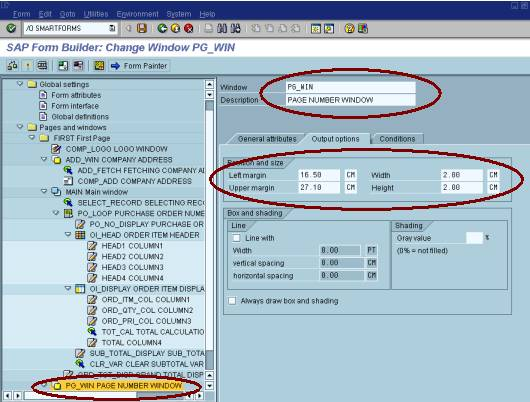 Form Edit Goto Utilities Environment System Help
/O SMARTFORMS
SAP Form Builder: Change Window PG_WIN
Form Painter
Global settings
Form attributes
Form interface
Global definitions
Pages and windows
FIRST First Page
COMP_LOGO LOGO WINDOW
ADD_WIN COMPANY ADDRESS
ADD_FETCH FETCHING COMPANY A
COMP_ADD COMPANY ADDRESS
MAIN Main window
SELECT_RECORD SELECTING REC
PO_LOOP PURCHASE ORDER NUME
PO_NO_DISPLAY PURCHASE OR
OI_HEAD ORDER ITEM HEADER
HEAD1 COLUMN1
HEAD2 COLUMN2
HEAD3 COLUMN3
HEAD4 COLUMN4
OI_DISPLAY ORDER ITEM DISPLA
ORD_ITM_COL COLUMN1
ORD_QTY_COL COLUMN2
ORD_PRI_COL COLUMN3
TOT_CAL TOTAL CALCULATIO
TOTAL COLUMN4
SUB_TOTAL_DISPLAY SUB_TOTA
CLR_VAR CLEAR SUBTOTAL VAR
GRAND TOTAL DISP
PG_WIN PAGE NUMBER WINDOW
Window PG_WIN
Description PAGE NUMBER WINDOW
General attributes Output options Conditions
Position and size
Left margin 16.50 CM Width 2.00 CM
Upper margin 27.10 CM Height 2.00 CM
Box and shading
Line
Line with
Width 0.00 PT
vertical spacing 0.00 CM
horizontal spacing 0.00 CM
Shading
Gray value %
(0% = not filled)
Always draw box and shading